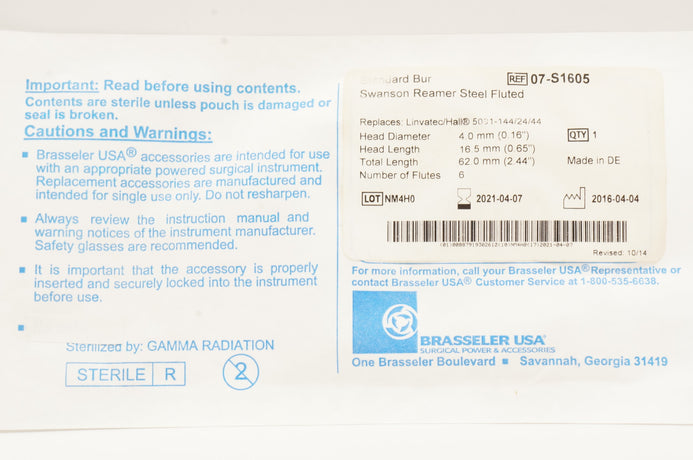 Important: Read before using contents.
Contents are sterile unless pouch is damaged or
seal is broken.
Cautions and Warnings:
■ Brasseler USA® accessories are intended for use
with an appropriate powered surgical instrument.
Replacement accessories are manufactured and
intended for single use only. Do not resharpen.
■ Always review the instruction manual and
warning notices of the instrument manufacturer.
Safety glasses are recommended.
■ It is important that the accessory is properly
inserted and securely locked into the instrument
before use.
■
Sterilized by: GAMMA RADIATION
STERILE R
2
Standard Bur REF 07-S1605
Swanson Reamer Steel Fluted
Replaces: Linvatec/Hall® 5091-144/24/44
Head Diameter 4.0 mm (0.16") QTY 1
Head Length 16.5 mm (0.65")
Total Length 62.0 mm (2.44") Made in DE
Number of Flutes 6
LOT NM4H0 2021-04-07 2016-04-04
Revised: 10/14
For more information, call your Brasseler USA® Representative or
contact Brasseler USA® Customer Service at 1-800-535-6638.
BRASSELER USA®
SURGICAL POWER & ACCESSORIES
One Brasseler Boulevard ■ Savannah, Georgia 31419